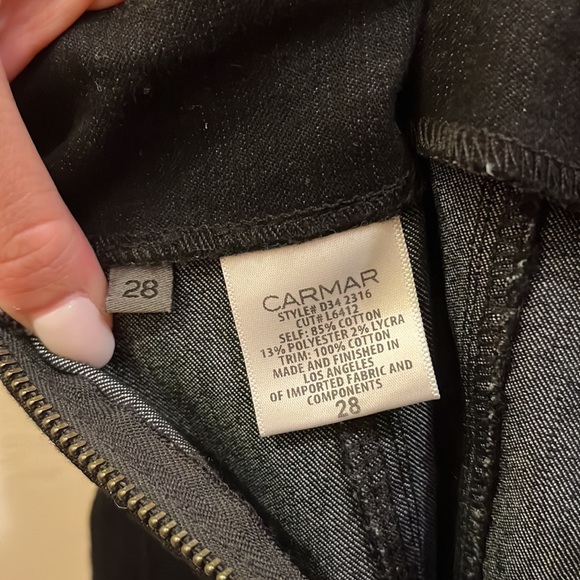 28
CARMAR
STYLE# D34 2316
CUT# L6412
SELF: 85% COTTON
13% POLYESTER 2% LYCRA
TRIM: 100% COTTON
MADE AND FINISHED IN
LOS ANGELES
OF IMPORTED FABRIC AND
COMPONENTS
28